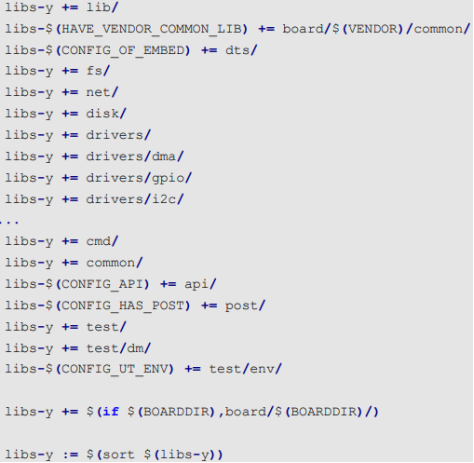 libs-y += lib/
libs-$(HAVE_VENDOR_COMMON_LIB) += board/$(VENDOR)/common/
libs-$(CONFIG_OF_EMBED) += dts/
libs-y += fs/
libs-y += net/
libs-y += disk/
libs-y += drivers/
libs-y += drivers/dma/
libs-y += drivers/gpio/
libs-y += drivers/i2c/
...
libs-y += cmd/
libs-y += common/
libs-$(CONFIG_API) += api/
libs-$(CONFIG_HAS_POST) += post/
libs-y += test/
libs-y += test/dm/
libs-$(CONFIG_UT_ENV) += test/env/
libs-y += $(if $(BOARDDIR),board/$(BOARDDIR)/)
libs-y := $(sort $(libs-y))